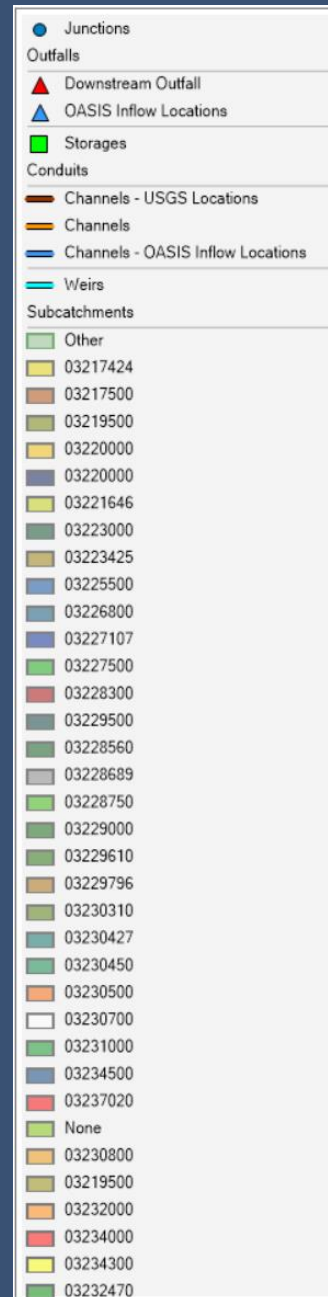 Junctions
Outfalls
Downstream Outfall
OASIS Inflow Locations
Storages
Conduits
Channels - USGS Locations
Channels
Channels - OASIS Inflow Locations
Weirs
Subcatchments
Other
03217424
03217500
03219500
03220000
03220000
03221646
03223000
03223425
03225500
03226800
03227107
03227500
03228300
03229500
03228560
03228689
03228750
03229000
03229610
03229796
03230310
03230427
03230450
03230500
03230700
03231000
03234500
03237020
None
03230800
03219500
03232000
03234000
03234300
03232470